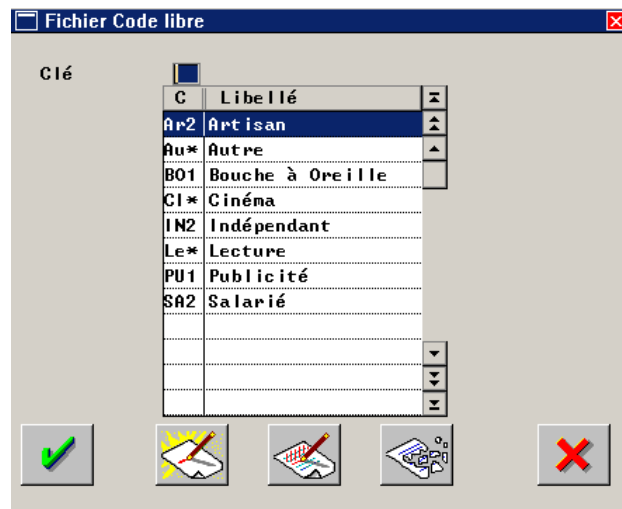 Fichier Code libre
Clé
C Libellé
Ar2 Artisan
Au* Autre
BO1 Bouche à Oreille
CI* Cinéma
IN2 Indépendant
Le* Lecture
PU1 Publicité
SA2 Salarié